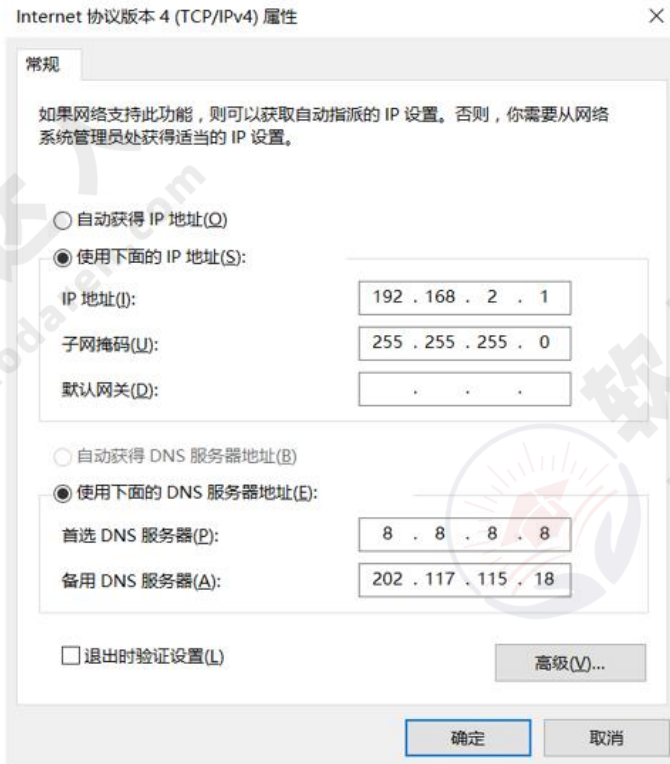 Internet 协议版本 4 (TCP/IPv4) 属性
常规
如果网络支持此功能，则可以获取自动指派的 IP 设置。否则，你需要从网络
系统管理员处获得适当的 IP 设置。
自动获得 IP 地址(O)
使用下面的 IP 地址(S):
IP 地址(I): 192 . 168 . 2 . 1
子网掩码(U): 255 . 255 . 255 . 0
默认网关(D): . . .
自动获得 DNS 服务器地址(B)
使用下面的 DNS 服务器地址(E):
首选 DNS 服务器(P): 8 . 8 . 8 . 8
备用 DNS 服务器(A): 202 . 117 . 115 . 18
退出时验证设置(L)
高级(V)...
确定 取消